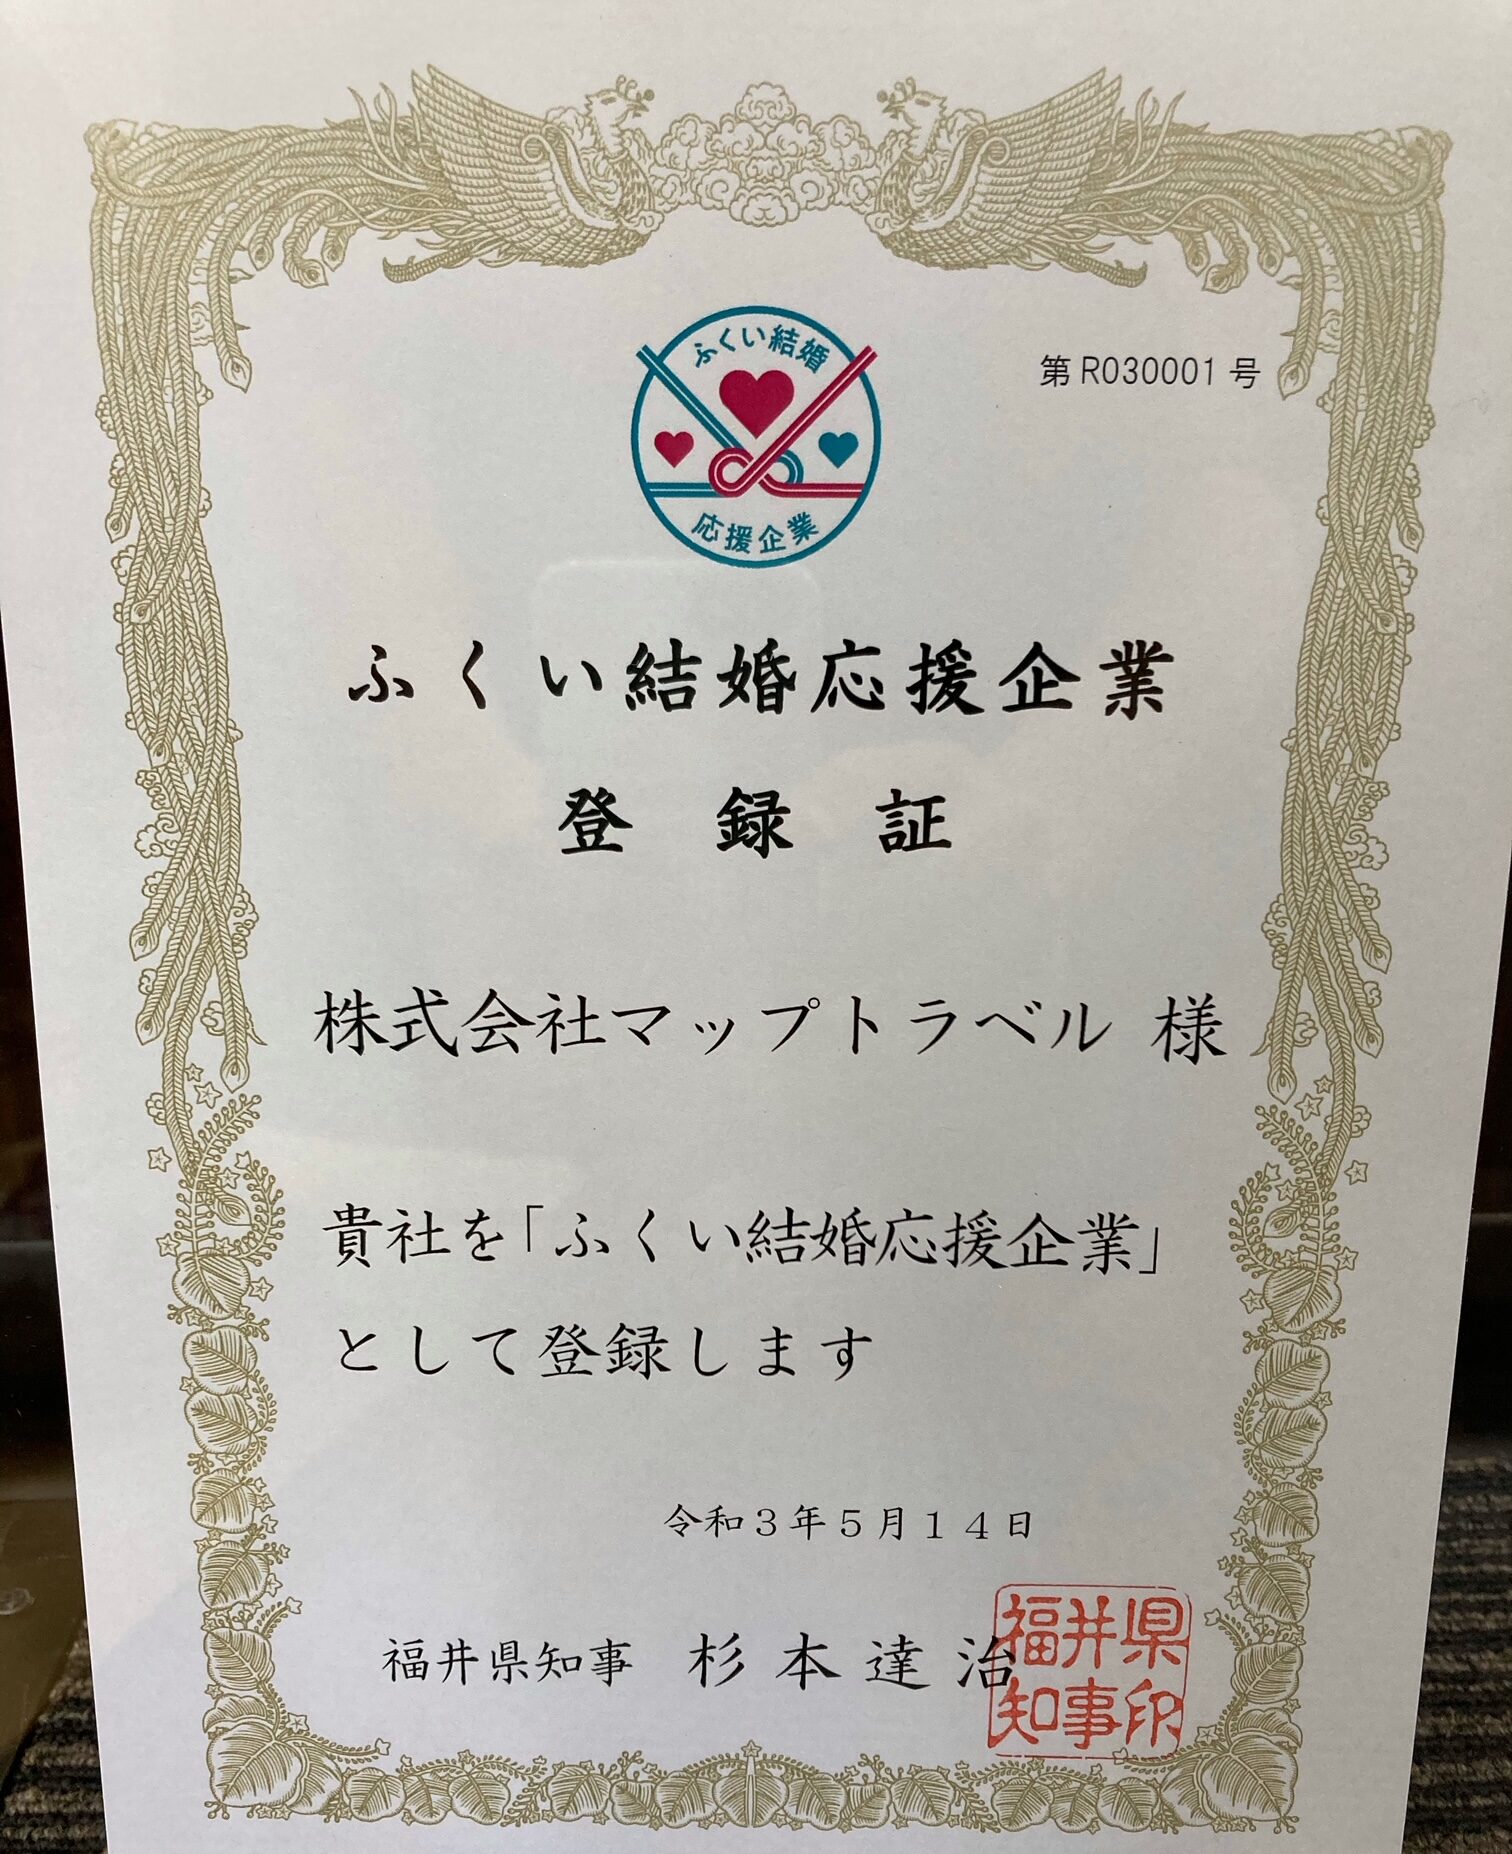 ふくい結婚
応援企業
第R030001号
ふくい結婚応援企業
登録証
株式会社マップトラベル 様
貴社を「ふくい結婚応援企業」
として登録します
令和3年5月14日
福井県知事 杉本達治
福井県
知事印